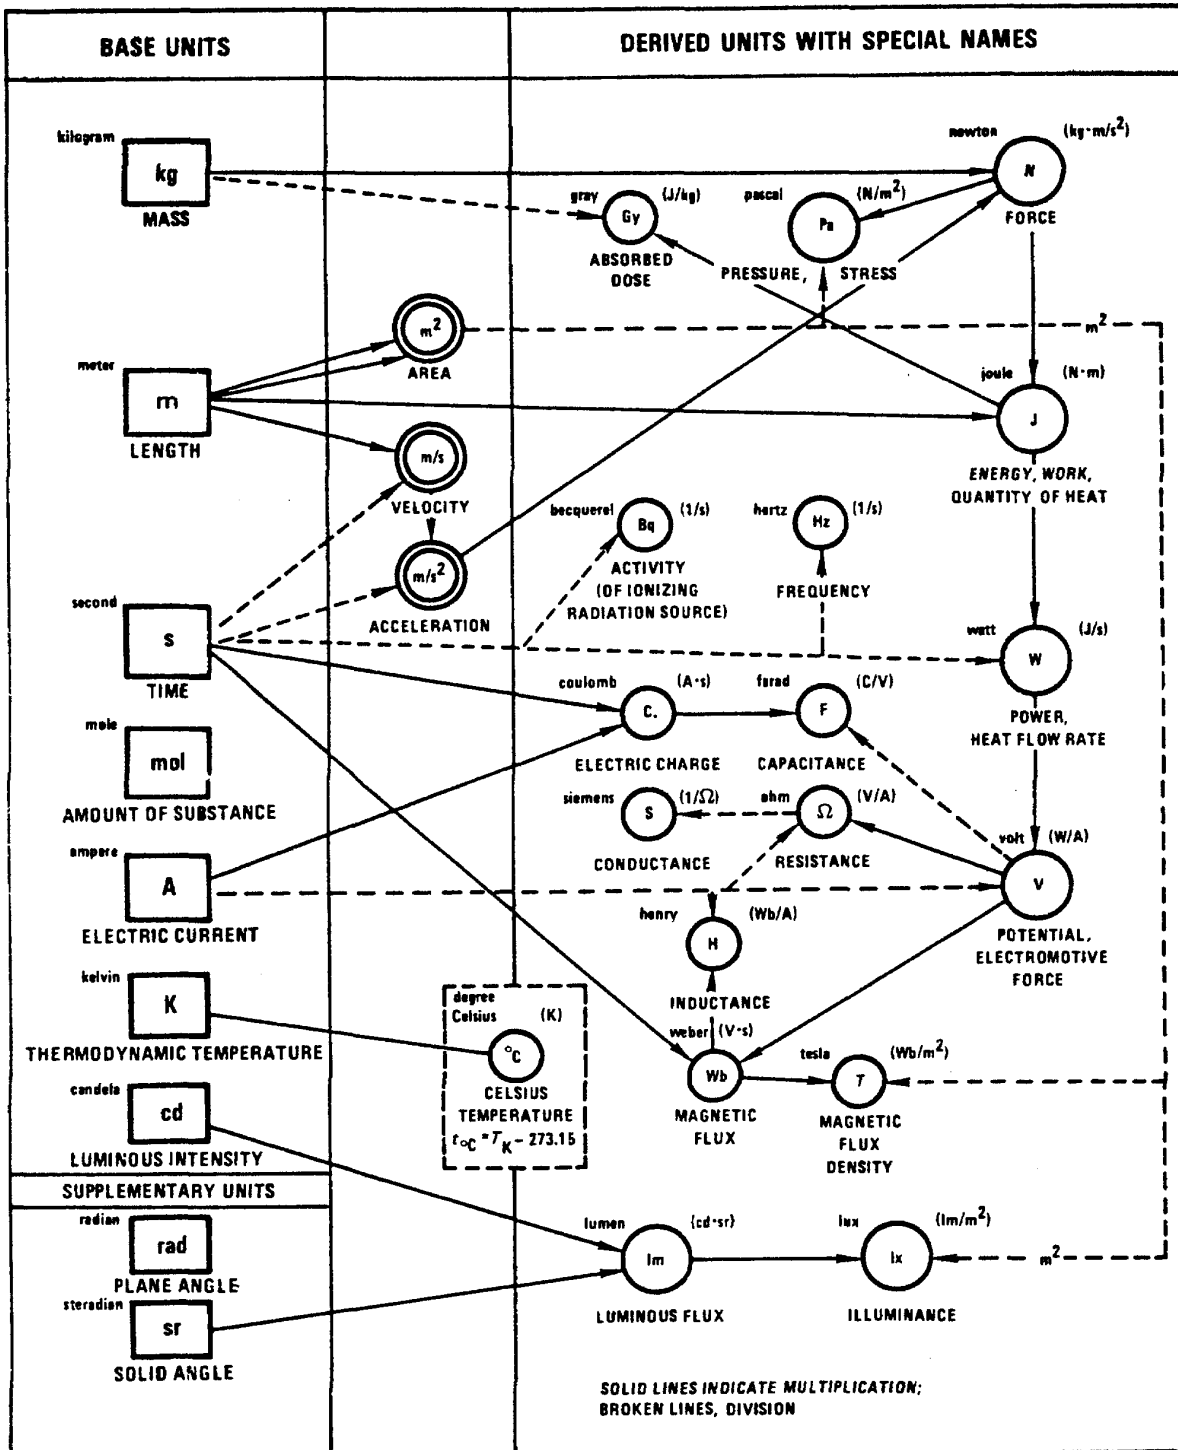 BASE UNITS
DERIVED UNITS WITH SPECIAL NAMES
kilogram
kg
MASS
newton
(kg·m/s²)
N
FORCE
gray
(J/kg)
Gy
ABSORBED
DOSE
pascal
(N/m²)
Pa
PRESSURE, STRESS
m²
AREA
m²
meter
m
LENGTH
joule
(N·m)
J
ENERGY, WORK,
QUANTITY OF HEAT
m/s
VELOCITY
becquerel
(1/s)
Bq
ACTIVITY
(OF IONIZING
RADIATION SOURCE)
hertz
(1/s)
Hz
FREQUENCY
m/s²
ACCELERATION
second
s
TIME
watt
(J/s)
W
POWER,
HEAT FLOW RATE
coulomb
(A·s)
C.
ELECTRIC CHARGE
farad
(C/V)
F
CAPACITANCE
mole
mol
AMOUNT OF SUBSTANCE
siemens
(1/Ω)
S
CONDUCTANCE
ohm
(V/A)
Ω
RESISTANCE
volt
(W/A)
V
POTENTIAL,
ELECTROMOTIVE
FORCE
ampere
A
ELECTRIC CURRENT
henry
(Wb/A)
H
INDUCTANCE
kelvin
K
THERMODYNAMIC TEMPERATURE
degree
Celsius
(K)
°C
CELSIUS
TEMPERATURE
t°C = T K – 273.15
weber
(V·s)
Wb
MAGNETIC
FLUX
tesla
(Wb/m²)
T
MAGNETIC
FLUX
DENSITY
candela
cd
LUMINOUS INTENSITY
SUPPLEMENTARY UNITS
radian
rad
PLANE ANGLE
lumen
(cd·sr)
lm
LUMINOUS FLUX
lux
(lm/m²)
lx
ILLUMINANCE
m²
steradian
sr
SOLID ANGLE
SOLID LINES INDICATE MULTIPLICATION;
BROKEN LINES, DIVISION